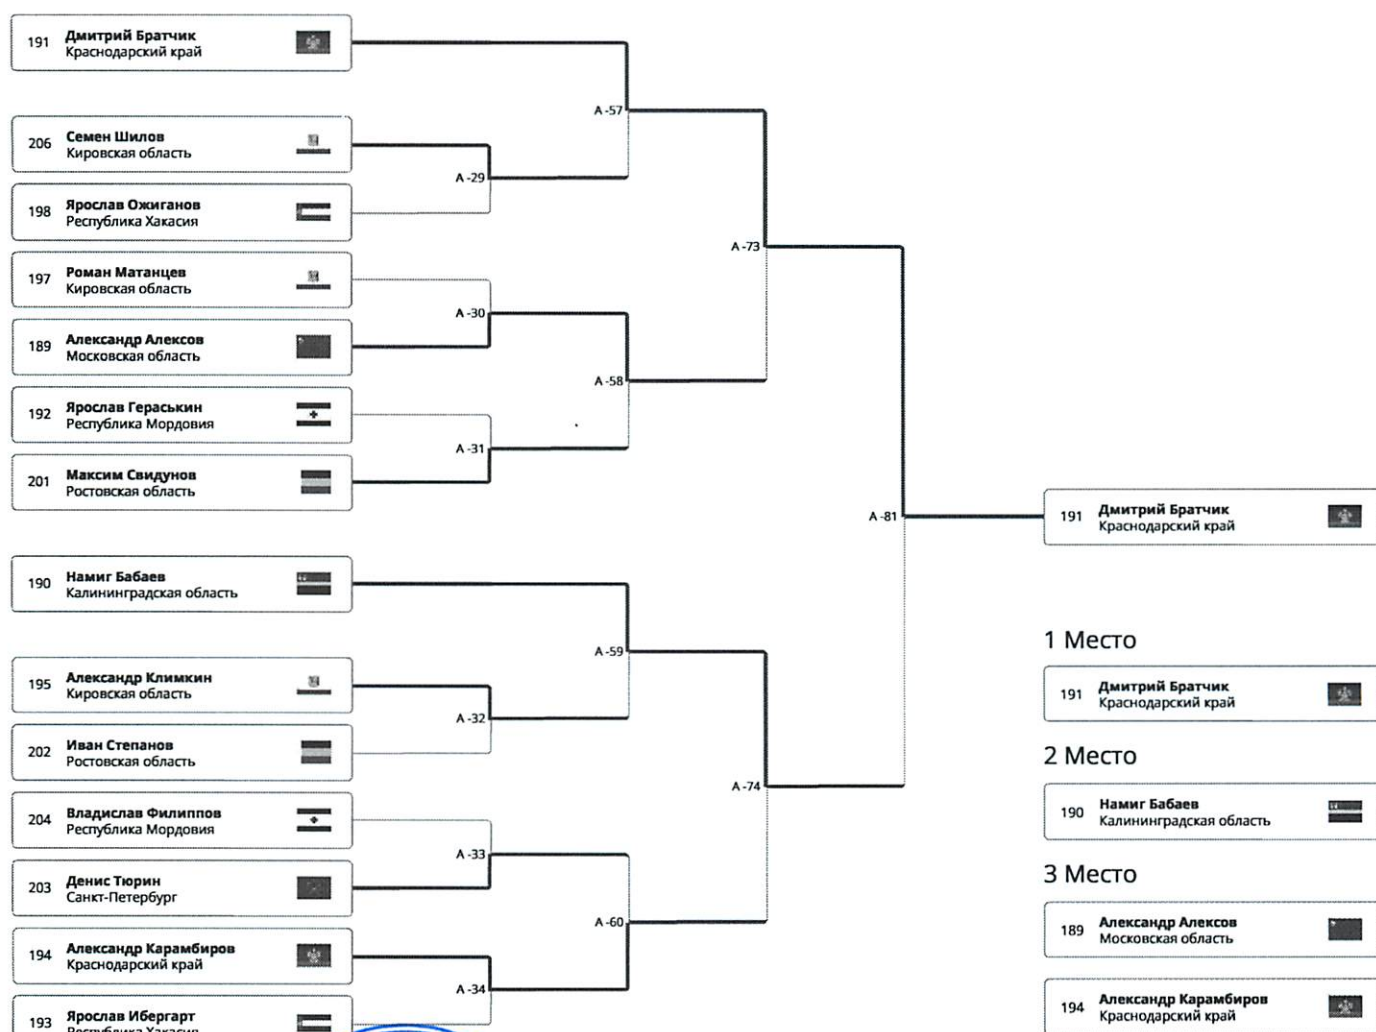 191 Дмитрий Братчик
Краснодарский край
206 Семен Шилов
Кировская область
198 Ярослав Ожиганов
Республика Хакасия
197 Роман Матанцев
Кировская область
189 Александр Алексов
Московская область
192 Ярослав Гераськин
Республика Мордовия
201 Максим Свидунов
Ростовская область
190 Намиг Бабаев
Калининградская область
195 Александр Климкин
Кировская область
202 Иван Степанов
Ростовская область
204 Владислав Филиппов
Республика Мордовия
203 Денис Тюрин
Санкт-Петербург
194 Александр Карамбиров
Краснодарский край
193 Ярослав Ибергарт
Республика Хакасия
A -29
A -30
A -31
A -32
A -33
A -34
A -57
A -58
A -59
A -60
A -73
A -74
A -81
191 Дмитрий Братчик
Краснодарский край
1 Место
191 Дмитрий Братчик
Краснодарский край
2 Место
190 Намиг Бабаев
Калининградская область
3 Место
189 Александр Алексов
Московская область
194 Александр Карамбиров
Краснодарский край